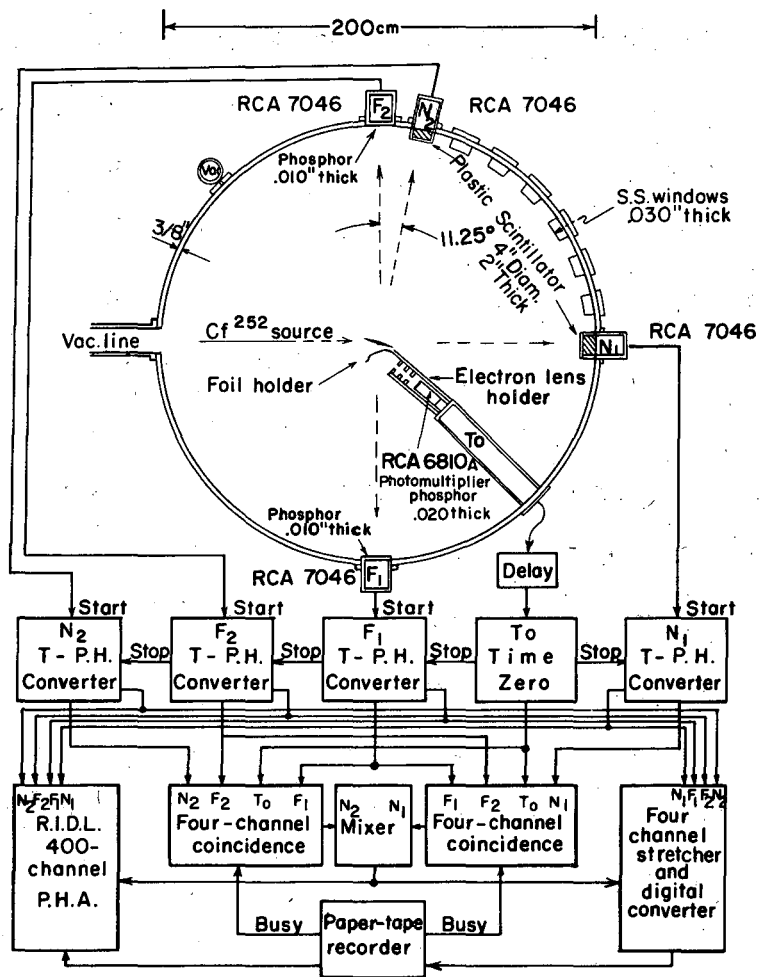 200cm
RCA 7046
F2
N2
RCA 7046
Phosphor
.010" thick
Vac
Plastic Scintillator
4" Diam.
2" Thick
S.S. windows
.030" thick
3/8"
11.25°
Vac. line
Cf 252 source
N1
RCA 7046
Foil holder
Electron lens
holder
To
RCA 6810A
Photomultiplier
phosphor
.020 thick
Phosphor
.010" thick
RCA 7046
F1
Delay
Start
Start
Start
Start
N2
T - P.H.
Converter
Stop
F2
T - P.H.
Converter
Stop
F1
T - P.H.
Converter
Stop
To
Time
Zero
Stop
N1
T - P.H.
Converter
N2 F2 F1 N1
R.I.D.L.
400-
channel
P.H.A.
N2 F2 To F1
Four-channel
coincidence
N2 N1
Mixer
F1 F2 To N1
Four-channel
coincidence
N1 F1 F2 N2
Four
channel
stretcher
and
digital
converter
Busy
Paper-tape
recorder
Busy